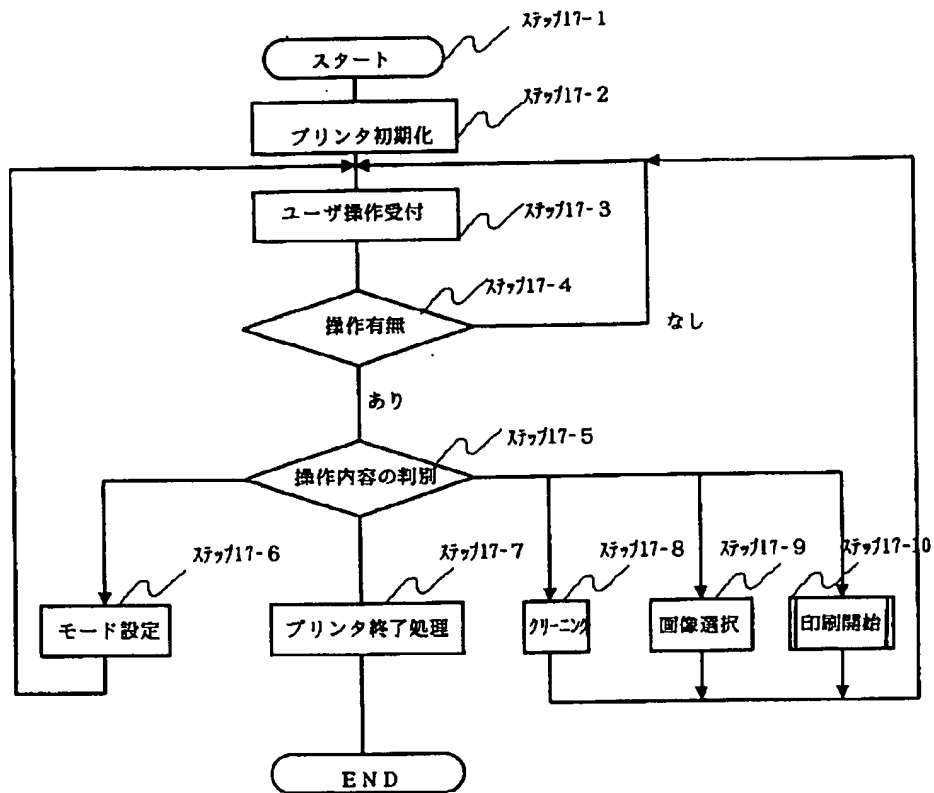 ステップ17-1
スタート
ステップ17-2
プリンタ初期化
ユーザ操作受付
ステップ17-3
ステップ17-4
操作有無
なし
あり
ステップ17-5
操作内容の判別
ステップ17-6
ステップ17-7
ステップ17-8
ステップ17-9
ステップ17-10
モード設定
プリンタ終了処理
クリーニング
画像選択
印刷開始
END